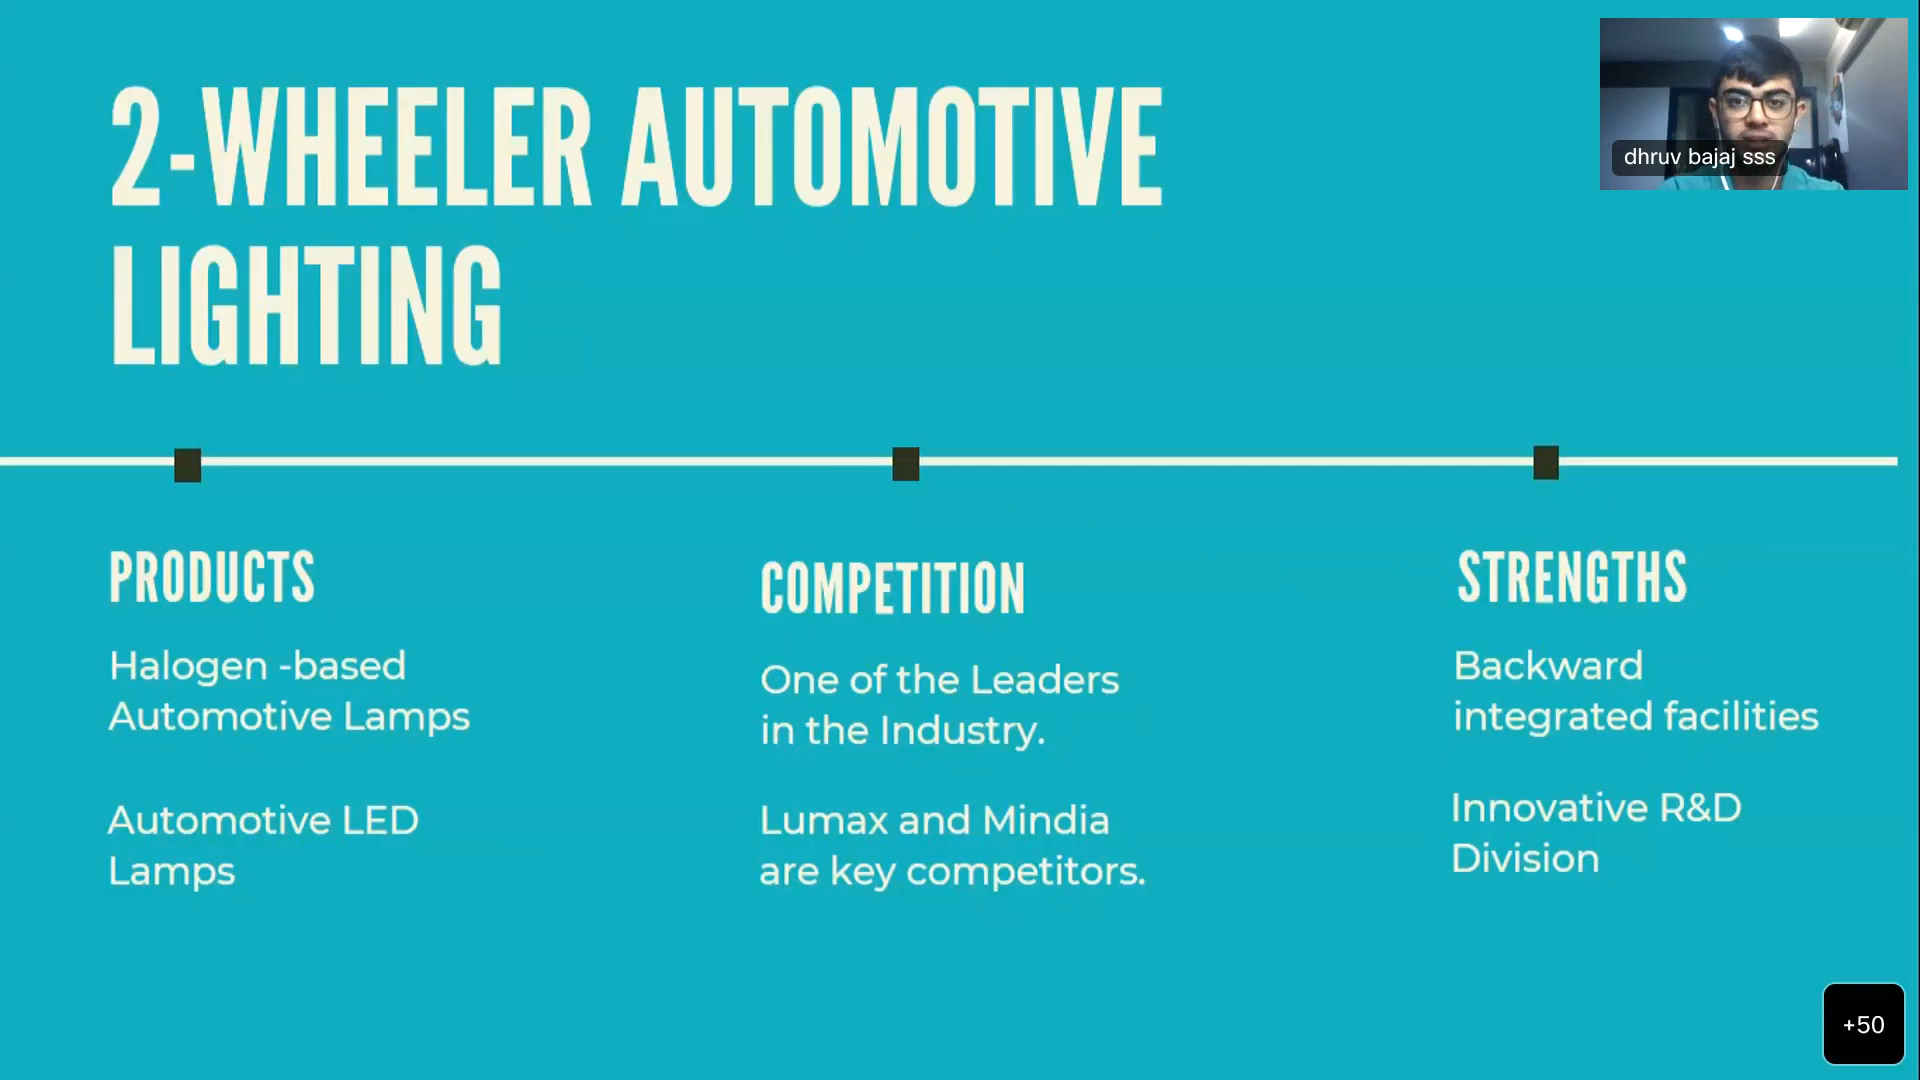 2-WHEELER AUTOMOTIVE
LIGHTING
dhruv bajaj sss
PRODUCTS
Halogen -based
Automotive Lamps
Automotive LED
Lamps
COMPETITION
One of the Leaders
in the Industry.
Lumax and Mindia
are key competitors.
STRENGTHS
Backward
integrated facilities
Innovative R&D
Division
+50